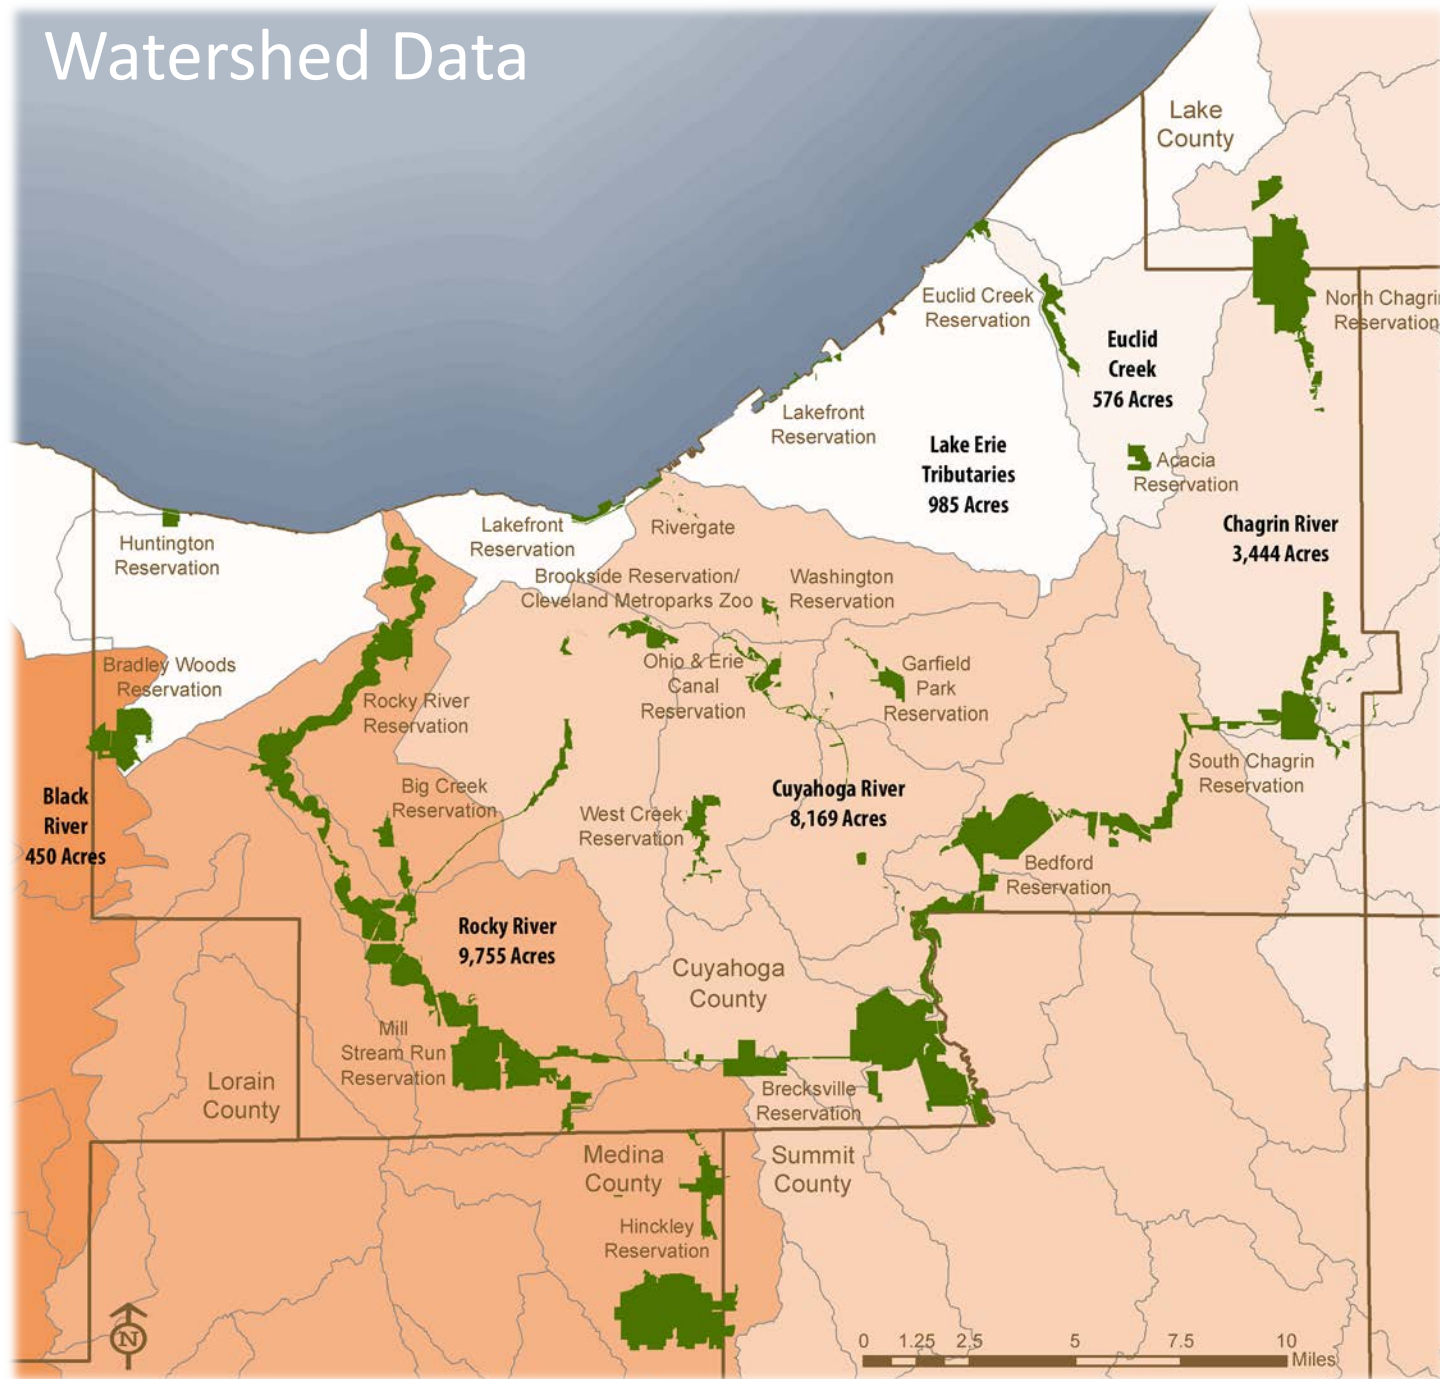 Watershed Data
Lake
County
Euclid Creek
Reservation
North Chagri
Reservation
Euclid
Creek
576 Acres
Lakefront
Reservation
Lake Erie
Tributaries
985 Acres
Acacia
Reservation
Chagrin River
3,444 Acres
Huntington
Reservation
Lakefront
Reservation
Rivergate
Brookside Reservation/
Cleveland Metroparks Zoo
Washington
Reservation
Bradley Woods
Reservation
Rocky River
Reservation
Ohio & Erie
Canal
Reservation
Garfield
Park
Reservation
South Chagrin
Reservation
Black
River
450 Acres
Big Creek
Reservation
West Creek
Reservation
Cuyahoga River
8,169 Acres
Bedford
Reservation
Rocky River
9,755 Acres
Cuyahoga
County
Mill
Stream Run
Reservation
Lorain
County
Brecksville
Reservation
Medina
County
Summit
County
Hinckley
Reservation
N
0 1.25 2.5 5 7.5 10
Miles